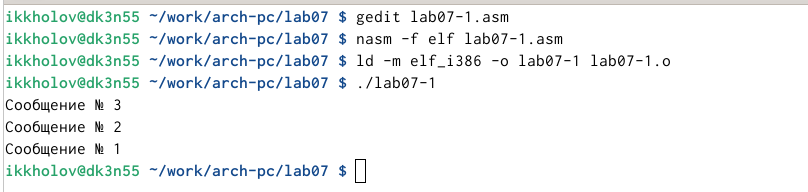 ikkholov@dk3n55 ~/work/arch-pc/lab07 $ gedit lab07-1.asm
ikkholov@dk3n55 ~/work/arch-pc/lab07 $ nasm -f elf lab07-1.asm
ikkholov@dk3n55 ~/work/arch-pc/lab07 $ ld -m elf_i386 -o lab07-1 lab07-1.o
ikkholov@dk3n55 ~/work/arch-pc/lab07 $ ./lab07-1
Сообщение № 3
Сообщение № 2
Сообщение № 1
ikkholov@dk3n55 ~/work/arch-pc/lab07 $